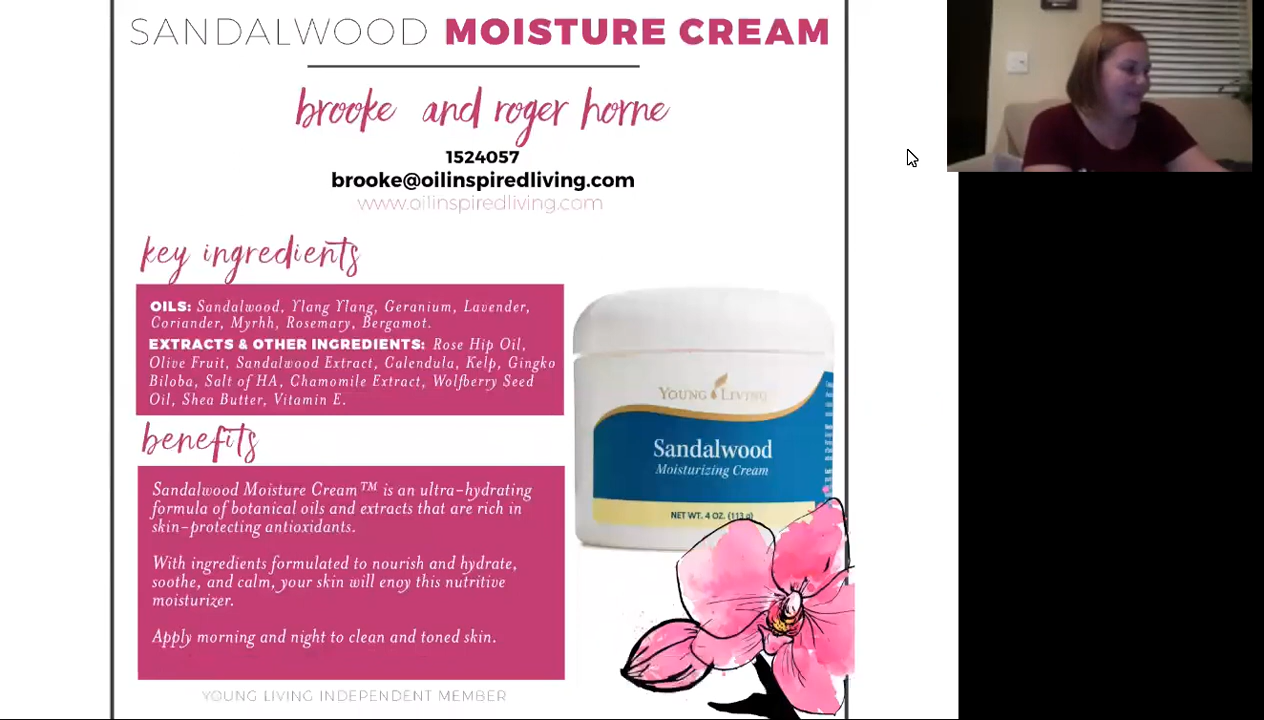 SANDALWOOD MOISTURE CREAM
brooke and roger horne
1524057
brooke@oilinspiredliving.com
www.oilinspiredliving.com
key ingredients
OILS: Sandalwood, Ylang Ylang, Geranium, Lavender,
Coriander, Myrhh, Rosemary, Bergamot.
EXTRACTS & OTHER INGREDIENTS: Rose Hip Oil,
Olive Fruit, Sandalwood Extract, Calendula, Kelp, Gingko
Biloba, Salt of HA, Chamomile Extract, Wolfberry Seed
Oil, Shea Butter, Vitamin E.
YOUNG LIVING
Sandalwood
Moisturizing Cream
NET WT. 4 OZ. (113 g)
benefits
Sandalwood Moisture Cream™ is an ultra-hydrating
formula of botanical oils and extracts that are rich in
skin-protecting antioxidants.
With ingredients formulated to nourish and hydrate,
soothe, and calm, your skin will enoy this nutritive
moisturizer.
Apply morning and night to clean and toned skin.
YOUNG LIVING INDEPENDENT MEMBER